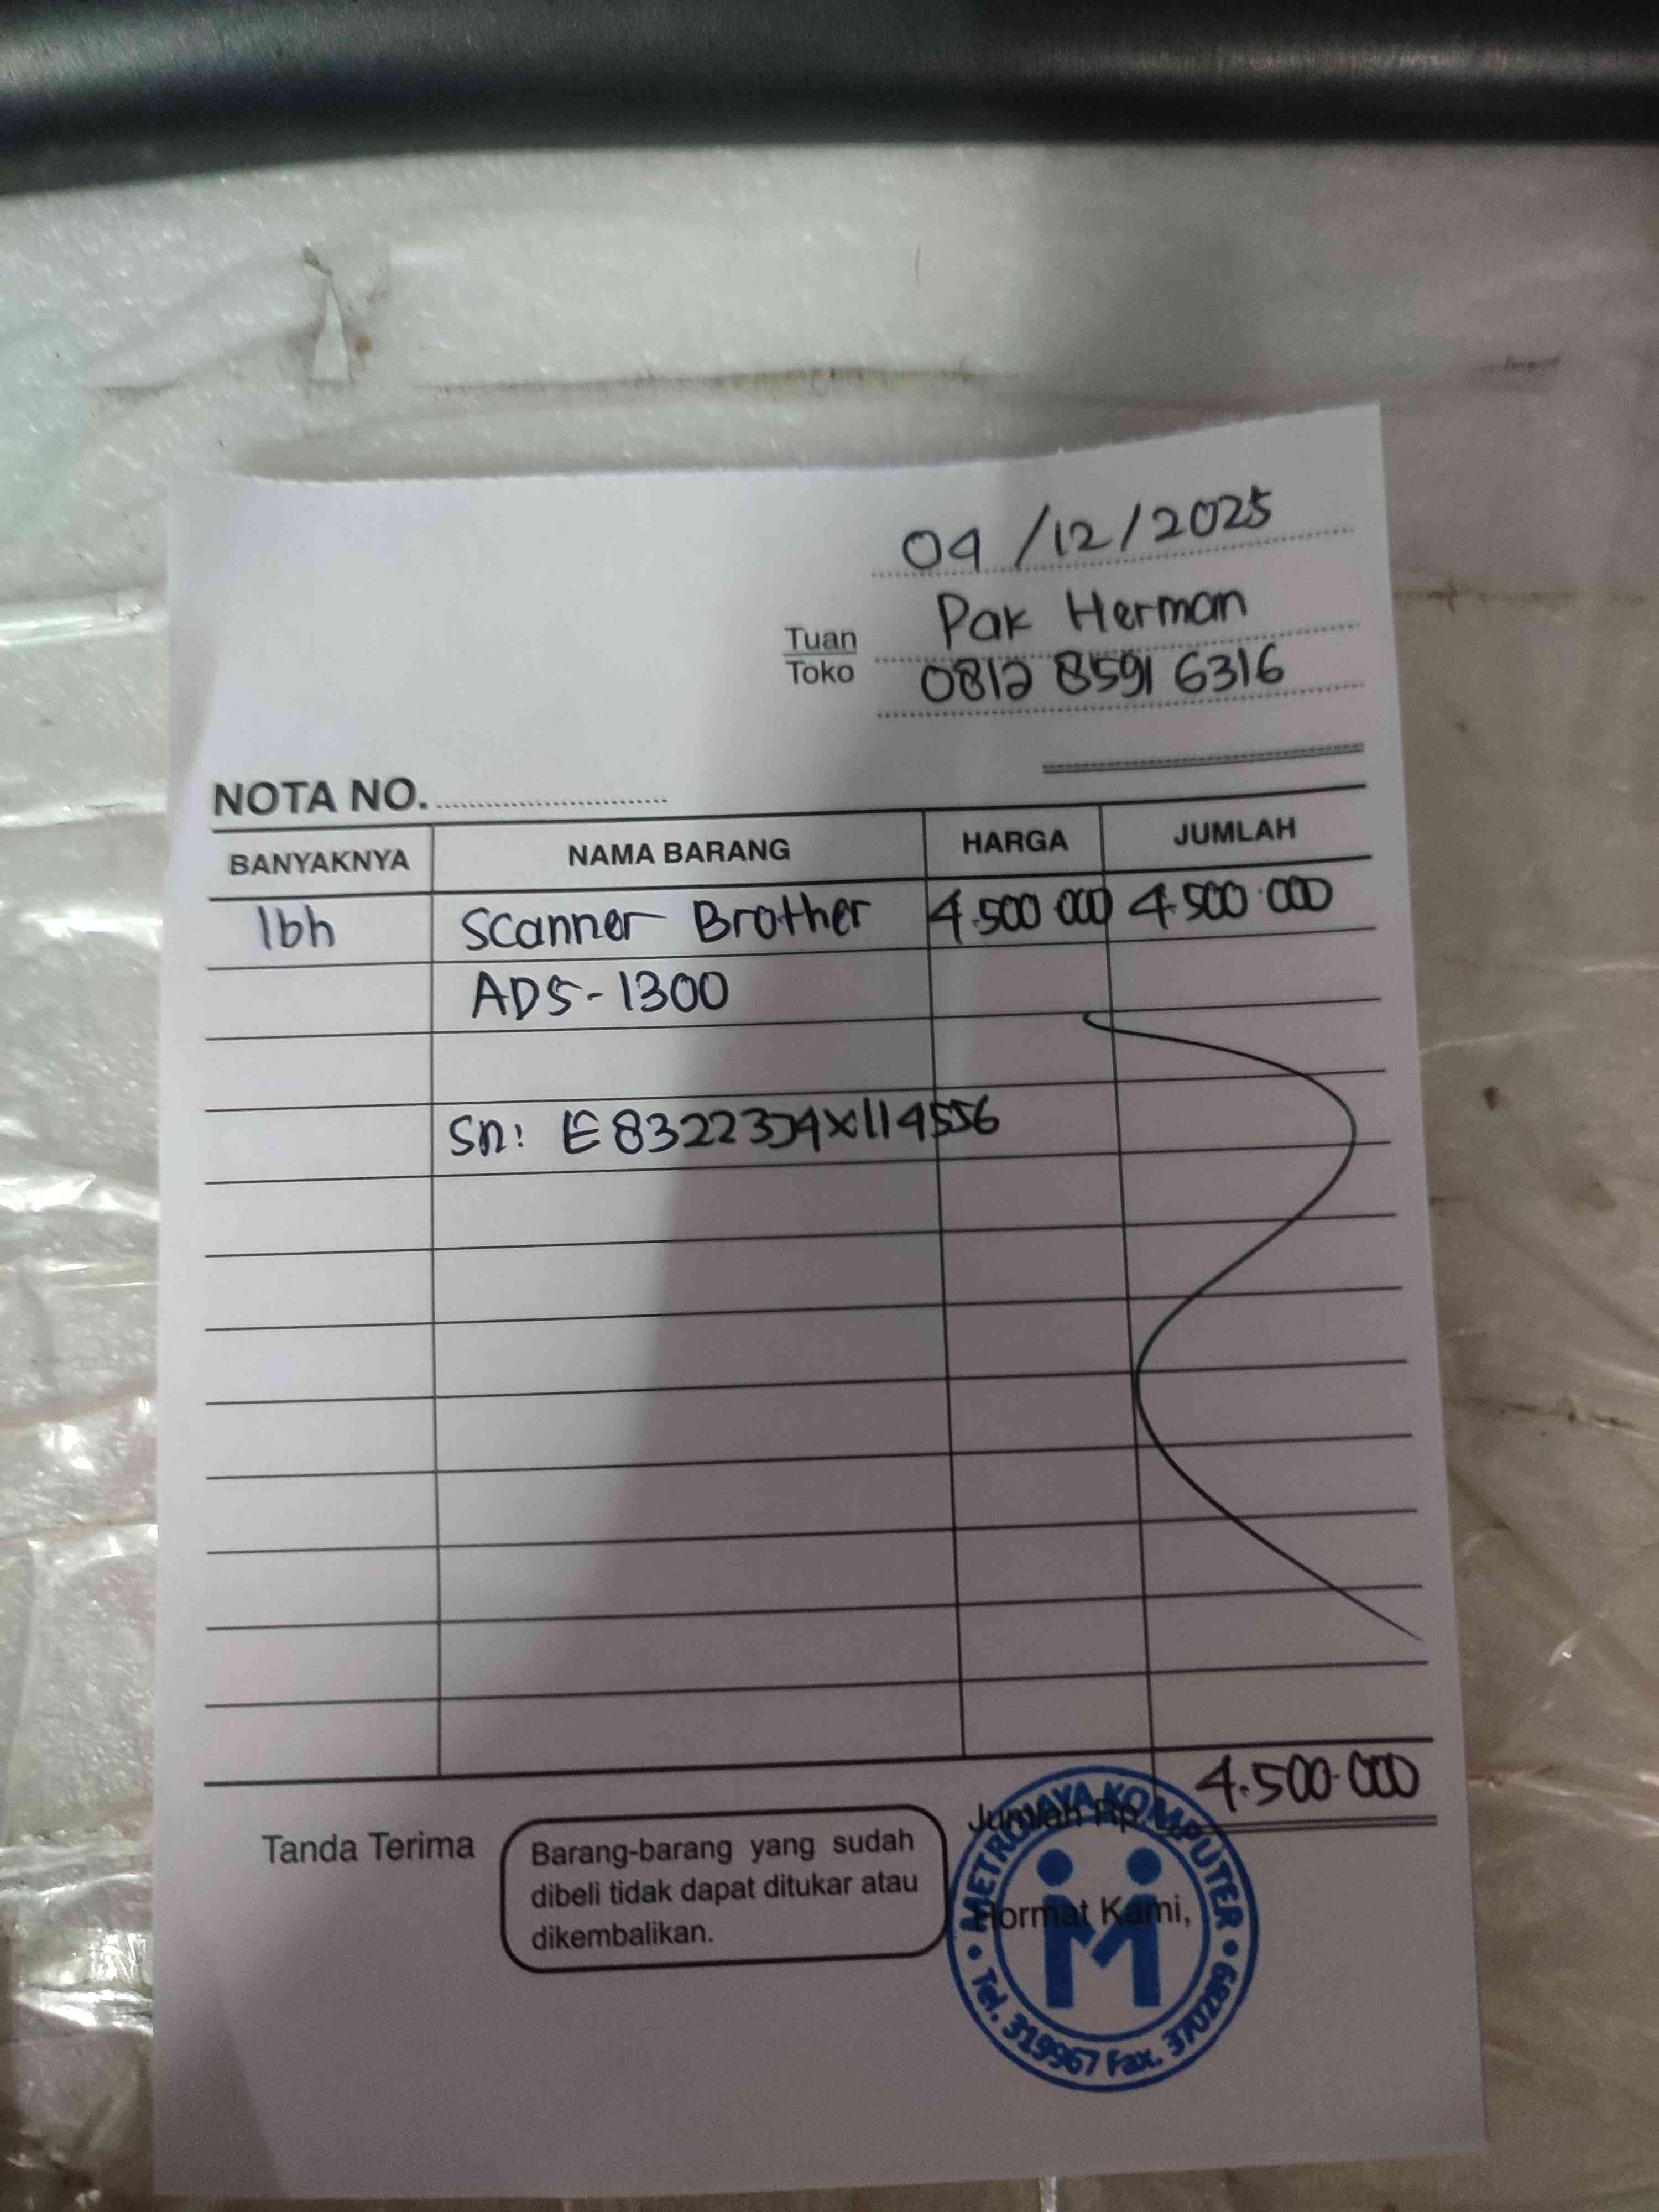 04/12/2025
Tuan Pak Herman
Toko 0812 8591 6316
NOTA NO.
BANYAKNYA NAMA BARANG HARGA JUMLAH
1bh Scanner Brother 4.500.000 4.500.000
ADS-1300
Sn:
4.500.000
Jumlah Rp.
Tanda Terima
Barang-barang yang sudah
dibeli tidak dapat ditukar atau
dikembalikan.
Hormat Kami,
METROJAYA KOMPUTER
Tel. 319967 Fax. 370289